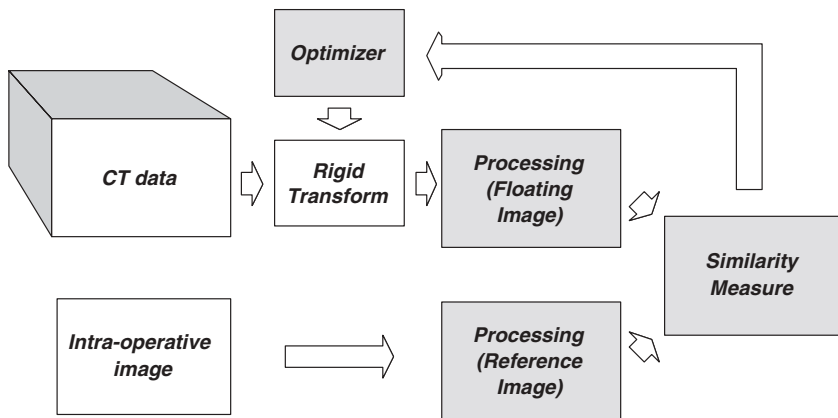 Optimizer
CT data
Rigid
Transform
Processing
(Floating
Image)
Similarity
Measure
Intra-operative
image
Processing
(Reference
Image)